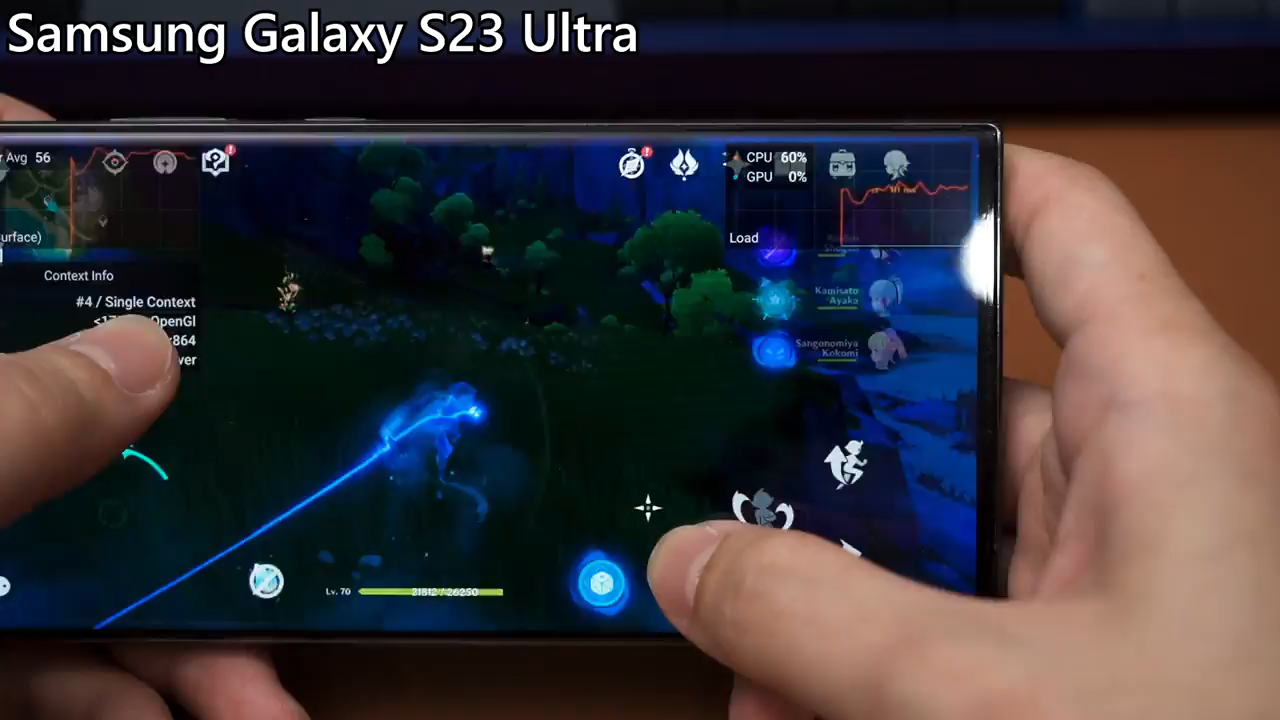 Samsung Galaxy S23 Ultra
Avg 56
CPU 60%
GPU 0%
urface)
Load
Context Info
#4 / Single Context
OpenGl
864
ver
Kamisato
Ayaka
Sangonomiya
Kokomi
Lv. 70
21812 / 26250